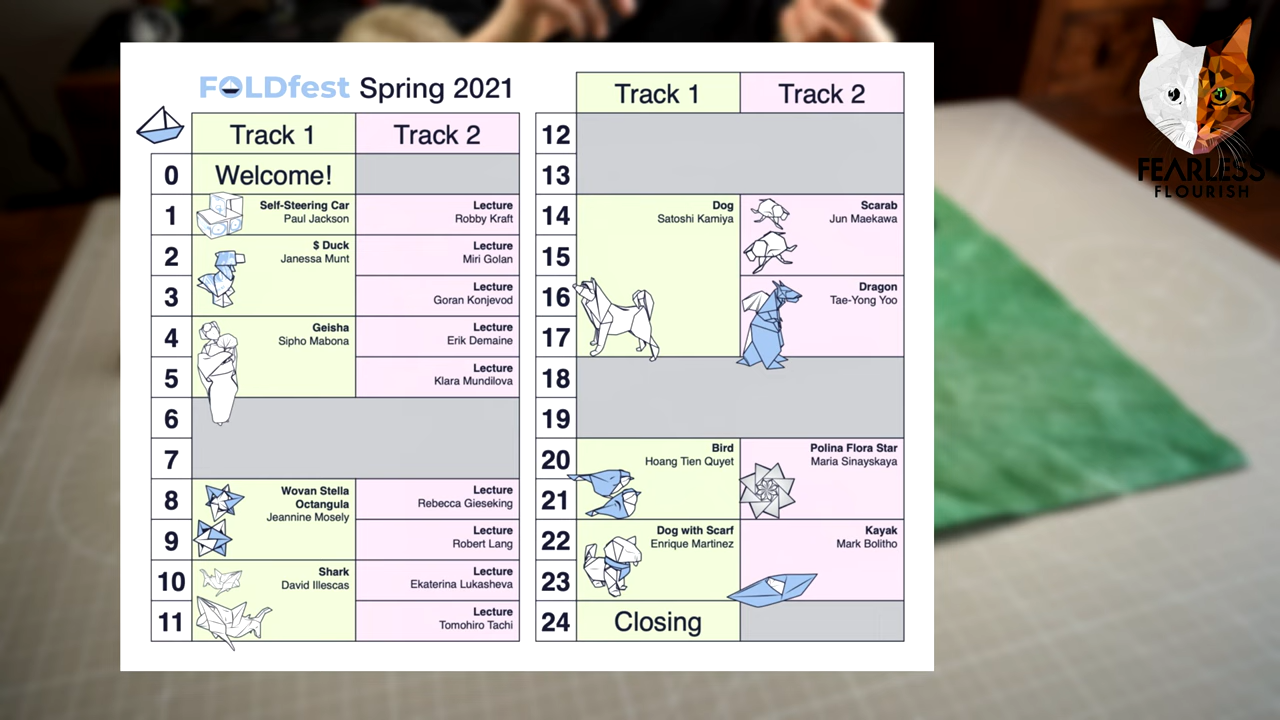 FOLDfest Spring 2021
Track 1 Track 2
0 Welcome!
1 Self-Steering Car Lecture
Paul Jackson Robby Kraft
2 $ Duck Lecture
Janessa Munt Miri Golan
3 Lecture
Goran Konjevod
4 Geisha Lecture
Sipho Mabona Erik Demaine
5 Lecture
Klara Mundilova
6
7
8 Wovan Stella Lecture
Octangula Rebecca Gieseking
Jeannine Mosely
9 Lecture
Robert Lang
10 Shark Lecture
David Illescas Ekaterina Lukasheva
11 Lecture
Tomohiro Tachi
Track 1 Track 2
12
13
14 Dog Scarab
Satoshi Kamiya Jun Maekawa
15
16 Dragon
Tae-Yong Yoo
17
18
19
20 Bird Polina Flora Star
Hoang Tien Quyet Maria Sinayskaya
21
22 Dog with Scarf Kayak
Enrique Martinez Mark Bolitho
23
24 Closing
FEARLESS
FLOURISH